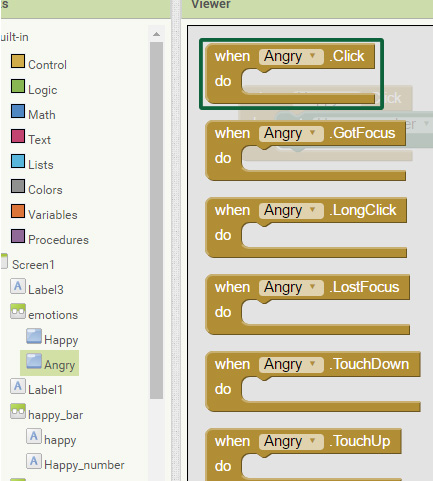 Viewer
Control
Logic
Math
Text
Lists
Colors
Variables
Procedures
Screen1
Label3
emotions
Happy
Angry
Label1
happy_bar
happy
Happy_number
when Angry .Click
do
when Angry .GotFocus
do
when Angry .LongClick
do
when Angry .LostFocus
do
when Angry .TouchDown
do
when Angry .TouchUp
do